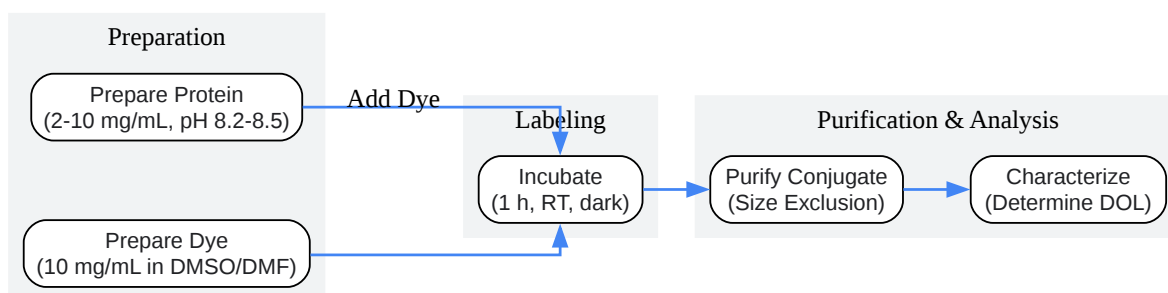 Preparation
Prepare Protein
(2-10 mg/mL, pH 8.2-8.5)
Add Dye
Prepare Dye
(10 mg/mL in DMSO/DMF)
Labeling
Incubate
(1 h, RT, dark)
Purification & Analysis
Purify Conjugate
(Size Exclusion)
Characterize
(Determine DOL)